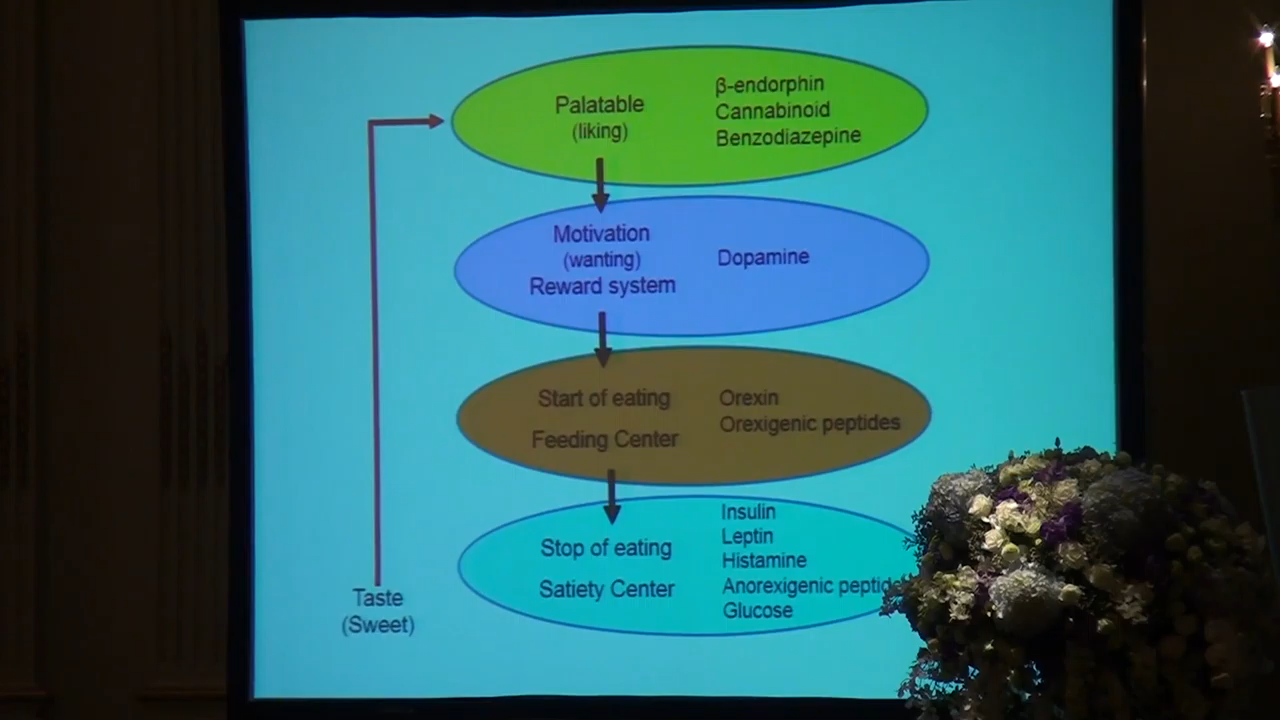 Palatable
(liking)
β-endorphin
Cannabinoid
Benzodiazepine
Motivation
(wanting)
Reward system
Dopamine
Start of eating
Feeding Center
Orexin
Orexigenic peptides
Stop of eating
Satiety Center
Insulin
Leptin
Histamine
Anorexigenic
Glucose
Taste
(Sweet)